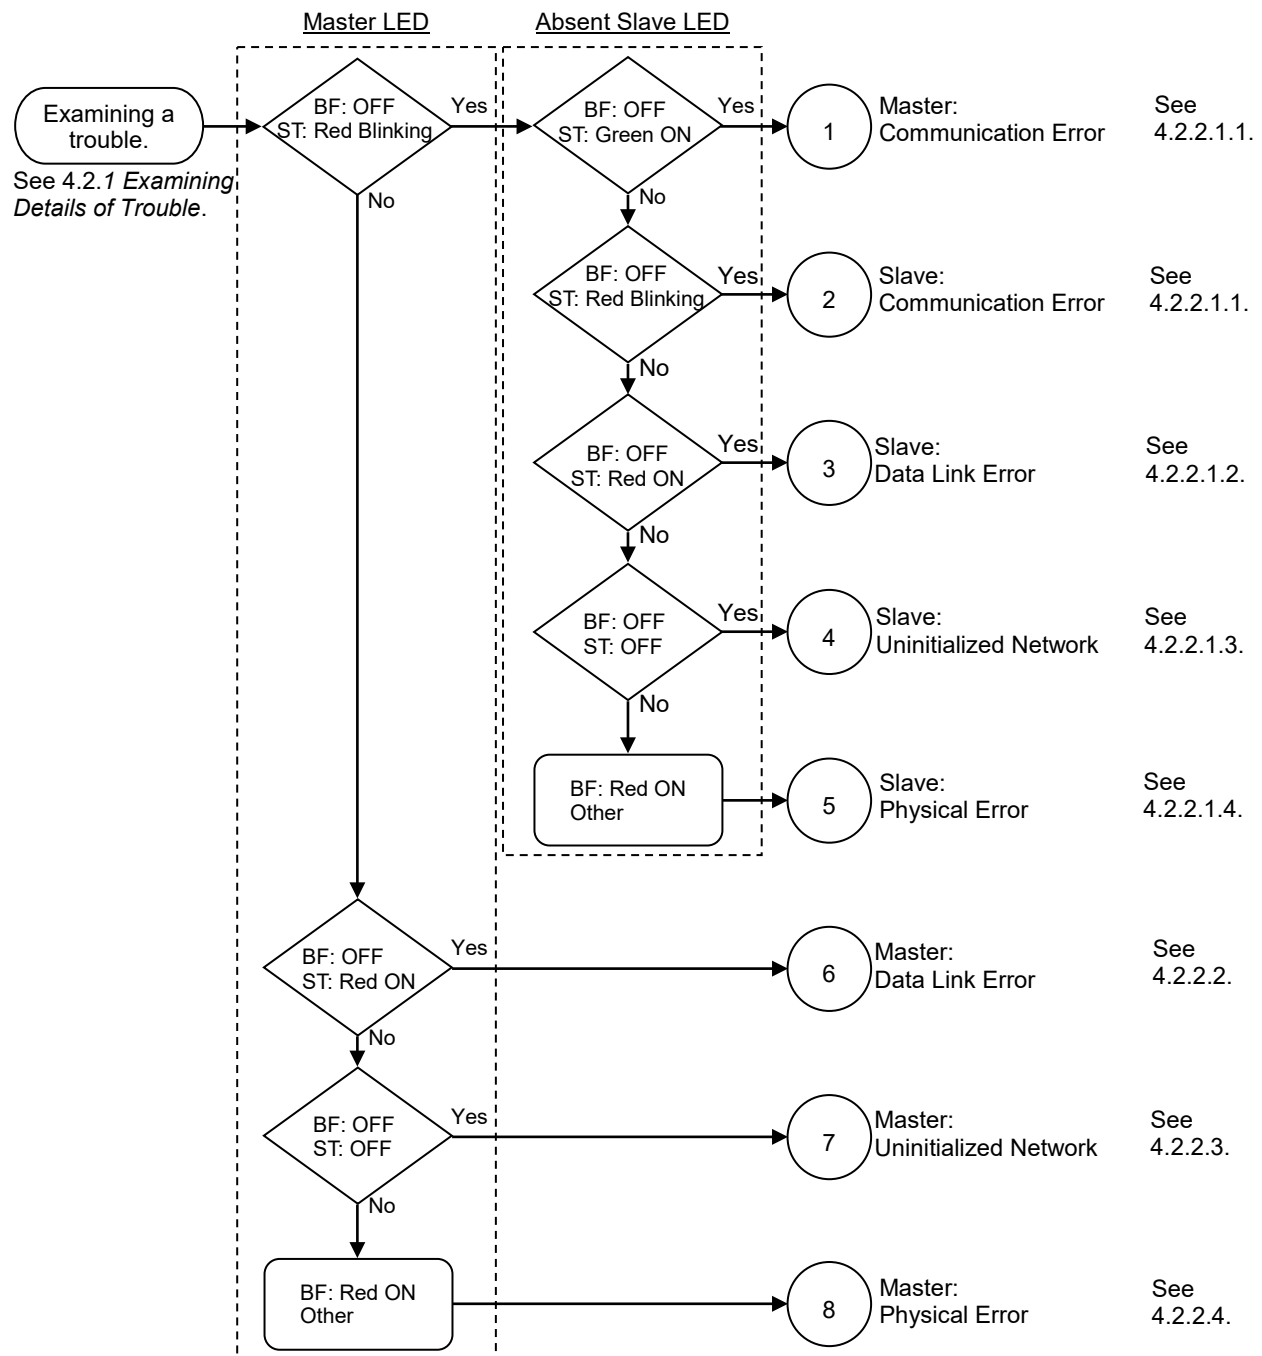 Master LED
Absent Slave LED
Examining a
trouble.
See 4.2.1 Examining
Details of Trouble.
BF: OFF
ST: Red Blinking
Yes
No
BF: OFF
ST: Green ON
Yes
No
1
Master:
Communication Error
See
4.2.2.1.1.
BF: OFF
ST: Red Blinking
Yes
No
2
Slave:
Communication Error
See
4.2.2.1.1.
BF: OFF
ST: Red ON
Yes
No
3
Slave:
Data Link Error
See
4.2.2.1.2.
BF: OFF
ST: OFF
Yes
No
4
Slave:
Uninitialized Network
See
4.2.2.1.3.
BF: Red ON
Other
5
Slave:
Physical Error
See
4.2.2.1.4.
BF: OFF
ST: Red ON
Yes
No
6
Master:
Data Link Error
See
4.2.2.2.
BF: OFF
ST: OFF
Yes
No
7
Master:
Uninitialized Network
See
4.2.2.3.
BF: Red ON
Other
8
Master:
Physical Error
See
4.2.2.4.